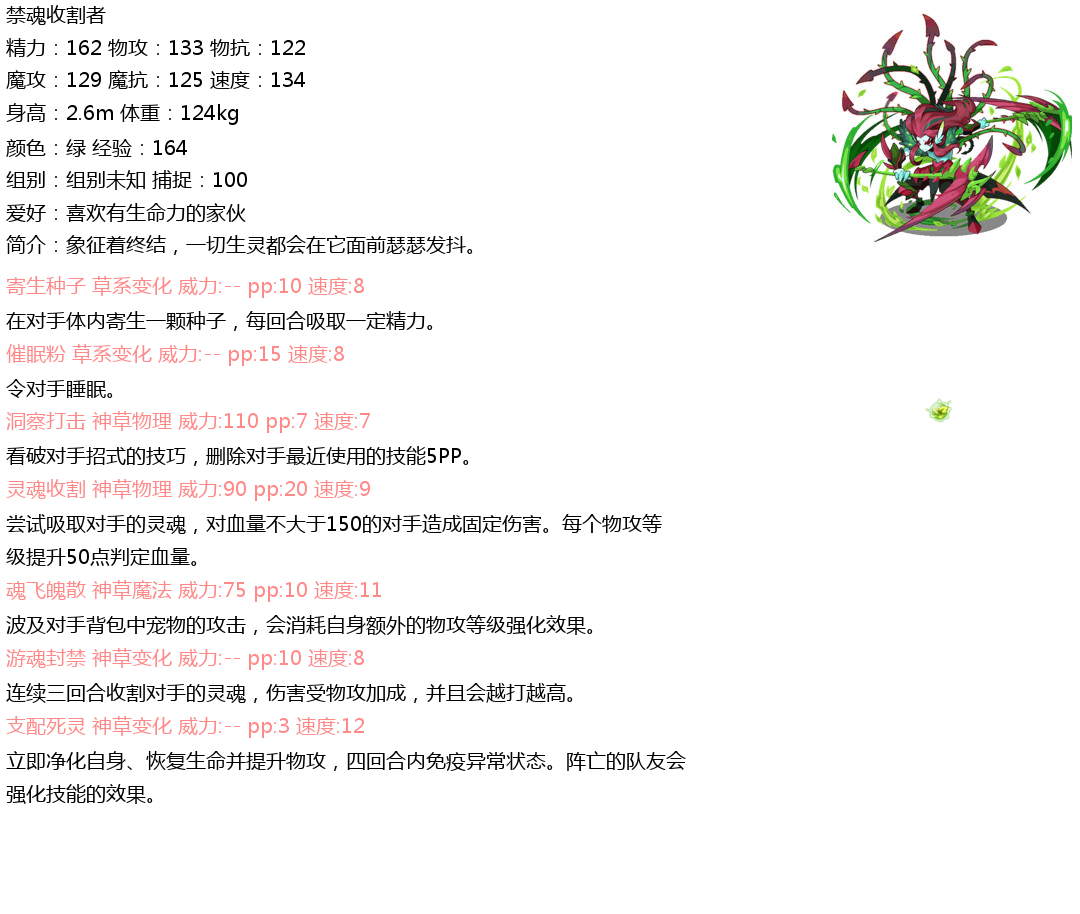 禁魂收割者
精力：162 物攻：133 物抗：122
魔攻：129 魔抗：125 速度：134
身高：2.6m 体重：124kg
颜色：绿 经验：164
组别：组别未知 捕捉：100
爱好：喜欢有生命力的家伙
简介：象征着终结，一切生灵都会在它面前瑟瑟发抖。
寄生种子 草系变化 威力:-- pp:10 速度:8
在对手体内寄生一颗种子，每回合吸取一定精力。
催眠粉 草系变化 威力:-- pp:15 速度:8
令对手睡眠。
洞察打击 神草物理 威力:110 pp:7 速度:7
看破对手招式的技巧，删除对手最近使用的技能5PP。
灵魂收割 神草物理 威力:90 pp:20 速度:9
尝试吸取对手的灵魂，对血量不大于150的对手造成固定伤害。每个物攻等
级提升50点判定血量。
魂飞魄散 神草魔法 威力:75 pp:10 速度:11
波及对手背包中宠物的攻击，会消耗自身额外的物攻等级强化效果。
游魂封禁 神草变化 威力:-- pp:10 速度:8
连续三回合收割对手的灵魂，伤害受物攻加成，并且会越打越高。
支配死灵 神草变化 威力:-- pp:3 速度:12
立即净化自身、恢复生命并提升物攻，四回合内免疫异常状态。阵亡的队友会
强化技能的效果。